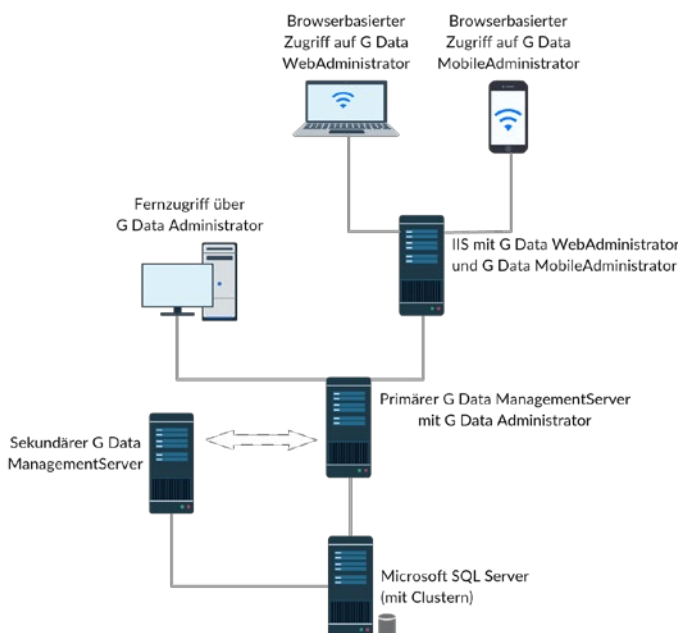 Browserbasierter
Zugriff auf G Data
WebAdministrator
Browserbasierter
Zugriff auf G Data
MobileAdministrator
Fernzugriff über
G Data Administrator
IIS mit G Data WebAdministrator
und G Data MobileAdministrator
Primärer G Data ManagementServer
mit G Data Administrator
Sekundärer G Data
ManagementServer
Microsoft SQL Server
(mit Clustern)